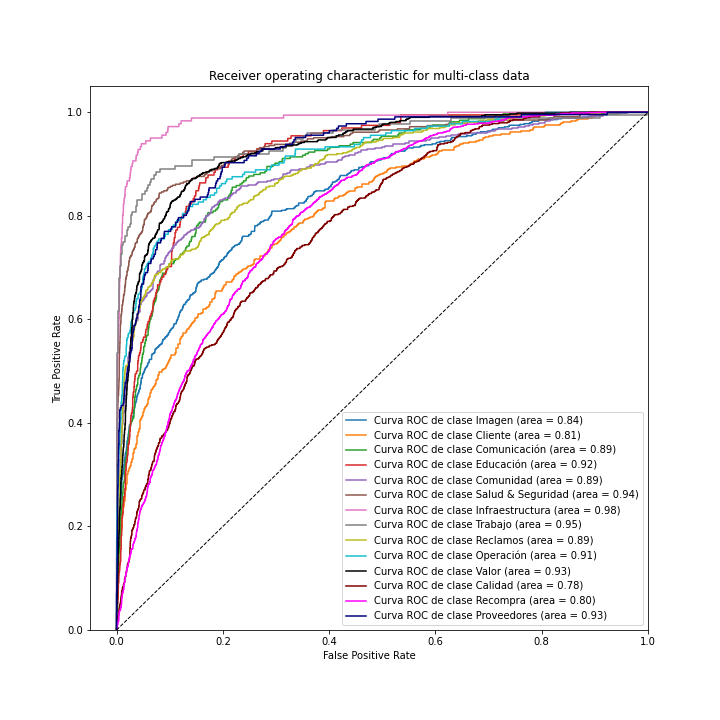 Receiver operating characteristic for multi-class data
True Positive Rate
1.0
0.8
0.6
0.4
0.2
0.0
Curva ROC de clase Imagen (area = 0.84)
Curva ROC de clase Cliente (area = 0.81)
Curva ROC de clase Comunicación (area = 0.89)
Curva ROC de clase Educación (area = 0.92)
Curva ROC de clase Comunidad (area = 0.89)
Curva ROC de clase Salud & Seguridad (area = 0.94)
Curva ROC de clase Infraestructura (area = 0.98)
Curva ROC de clase Trabajo (area = 0.95)
Curva ROC de clase Reclamos (area = 0.89)
Curva ROC de clase Operación (area = 0.91)
Curva ROC de clase Valor (area = 0.93)
Curva ROC de clase Calidad (area = 0.78)
Curva ROC de clase Recompra (area = 0.80)
Curva ROC de clase Proveedores (area = 0.93)
0.0 0.2 0.4 0.6 0.8 1.0
False Positive Rate